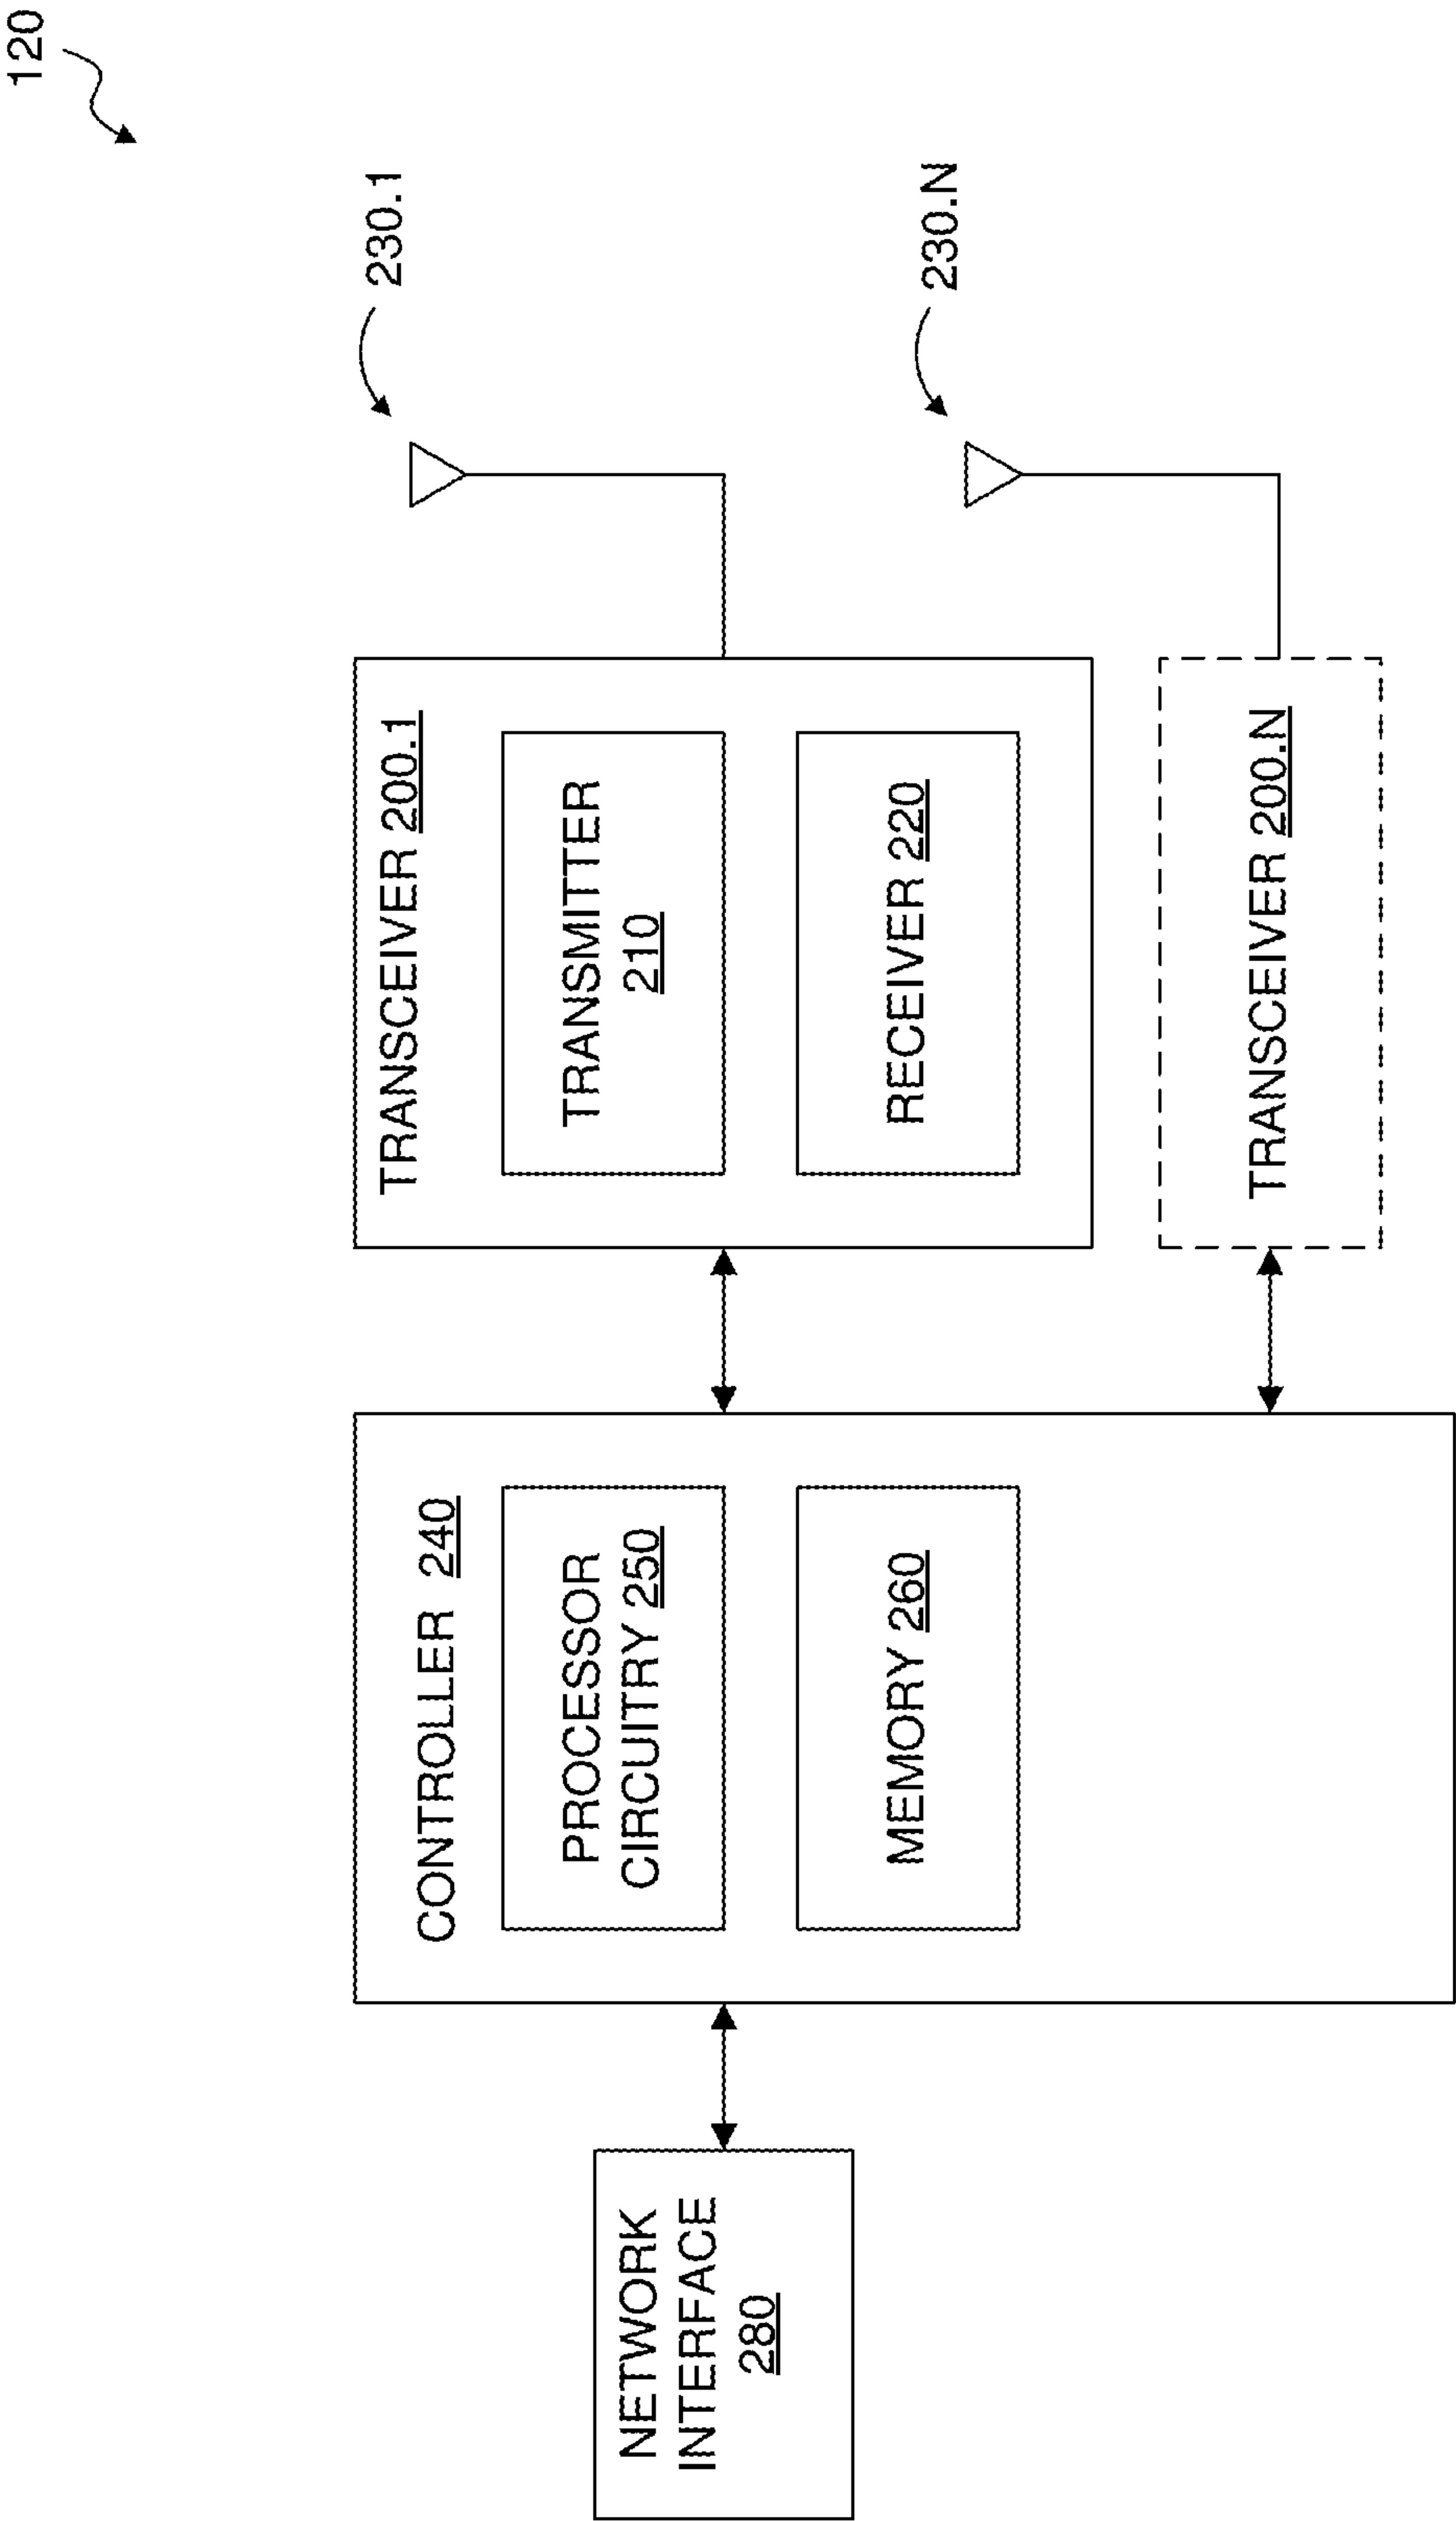 120
230.1
230.N
TRANSCEIVER 200.1
TRANSMITTER
210
RECEIVER 220
TRANSCEIVER 200.N
CONTROLLER 240
PROCESSOR
CIRCUITRY 250
MEMORY 260
NETWORK
INTERFACE
280